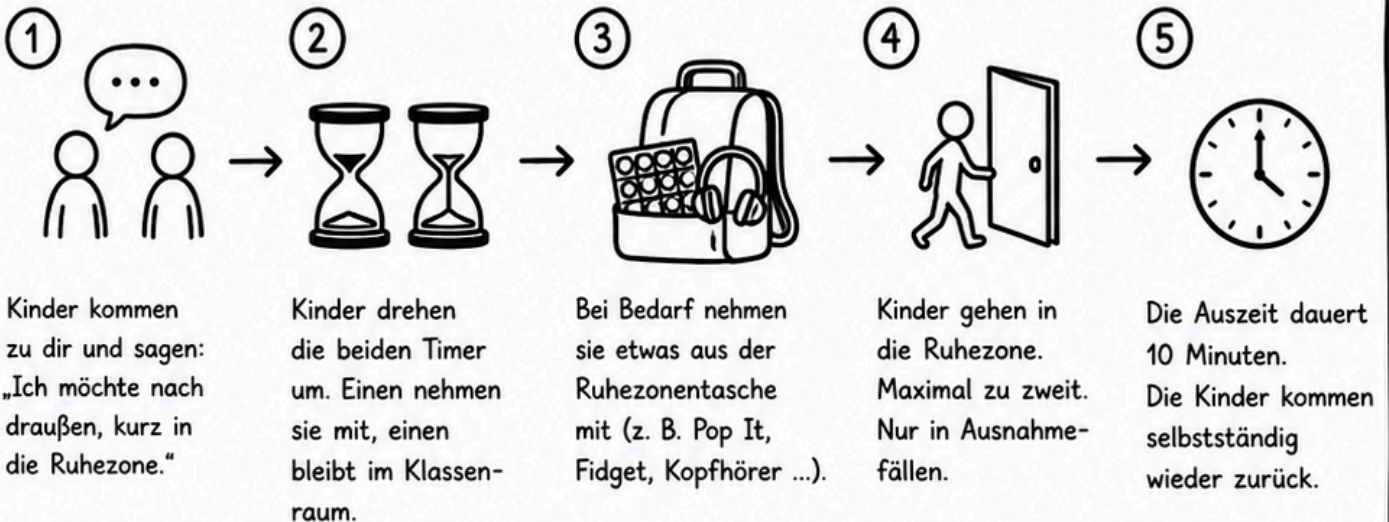 1
Kinder kommen
zu dir und sagen:
„Ich möchte nach
draußen, kurz in
die Ruhezone.“
2
Kinder drehen
die beiden Timer
um. Einen nehmen
sie mit, einen
bleibt im Klassen-
raum.
3
Bei Bedarf nehmen
sie etwas aus der
Ruhezonentasche
mit (z. B. Pop It,
Fidget, Kopfhörer ...).
4
Kinder gehen in
die Ruhezone.
Maximal zu zweit.
Nur in Ausnahme-
fällen.
5
Die Auszeit dauert
10 Minuten.
Die Kinder kommen
selbstständig
wieder zurück.